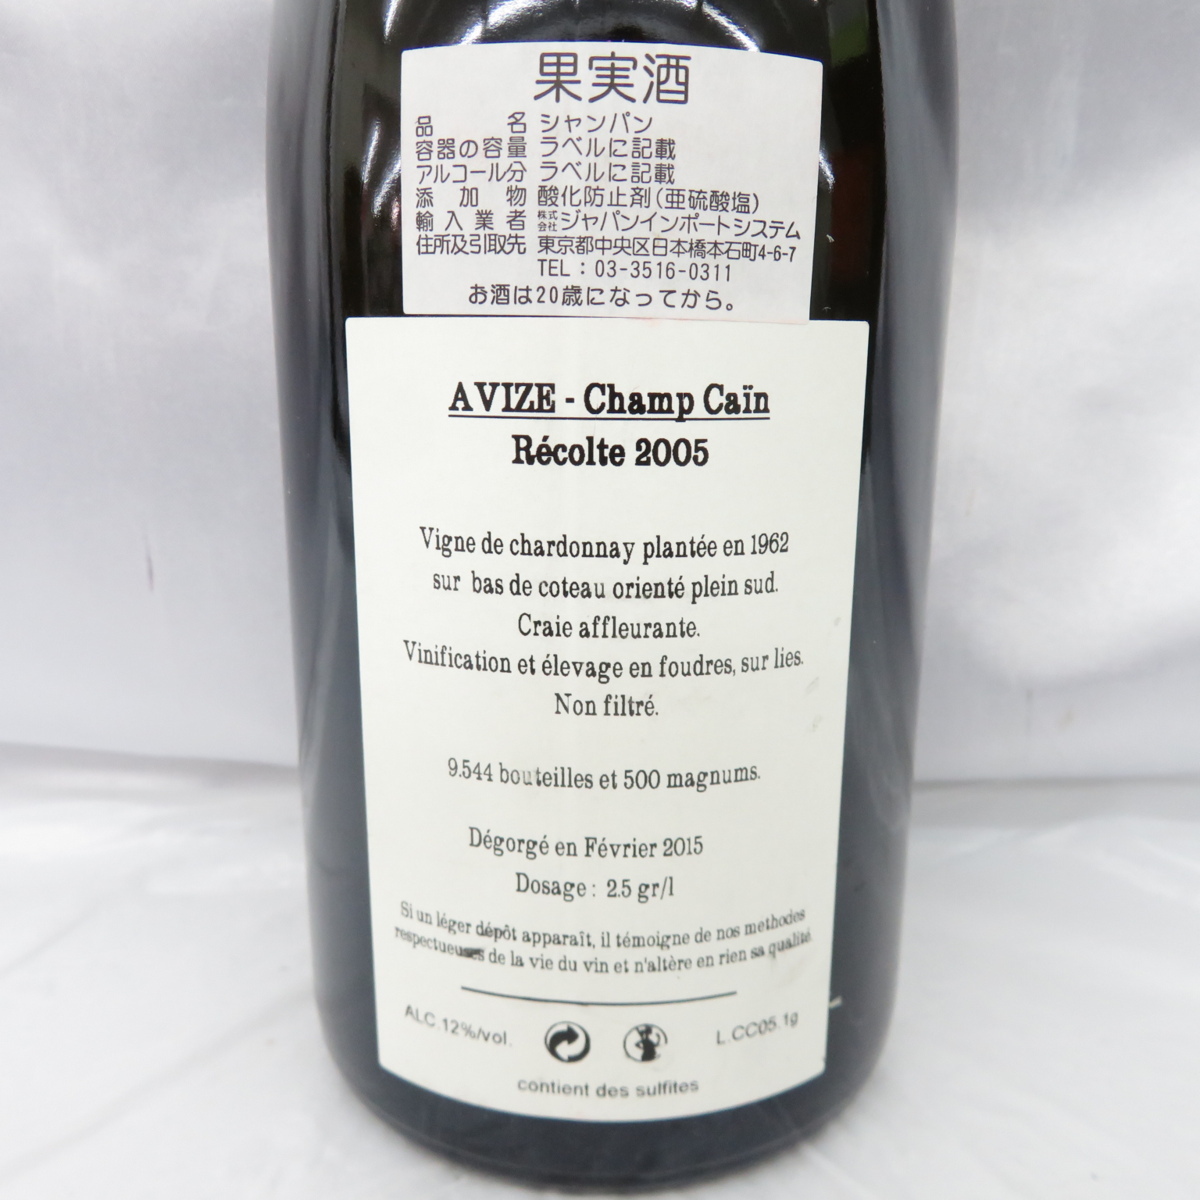 果実酒
品名 シャンパン
容器の容量 ラベルに記載
アルコール分 ラベルに記載
添加物 酸化防止剤(亜硫酸塩)
輸入業者 株式会社ジャパンインポートシステム
住所及引取先 東京都中央区日本橋本石町4-6-7
TEL : 03-3516-0311
お酒は20歳になってから。
AVIZE - Champ Caïn
Récolte 2005
Vigne de chardonnay plantée en 1962
sur bas de coteau orienté plein sud.
Craie affleurante.
Vinification et élevage en foudres, sur lies.
Non filtré.
9.544 bouteilles et 500 magnums.
Dégorgé en Février 2015
Dosage : 2.5 gr/l
Si un léger dépôt apparaît, il témoigne de nos methodes
respectueuses de la vie du vin et n'altère en rien sa qualité.
ALC.12%/vol. L.CC05.19
contient des sulfites